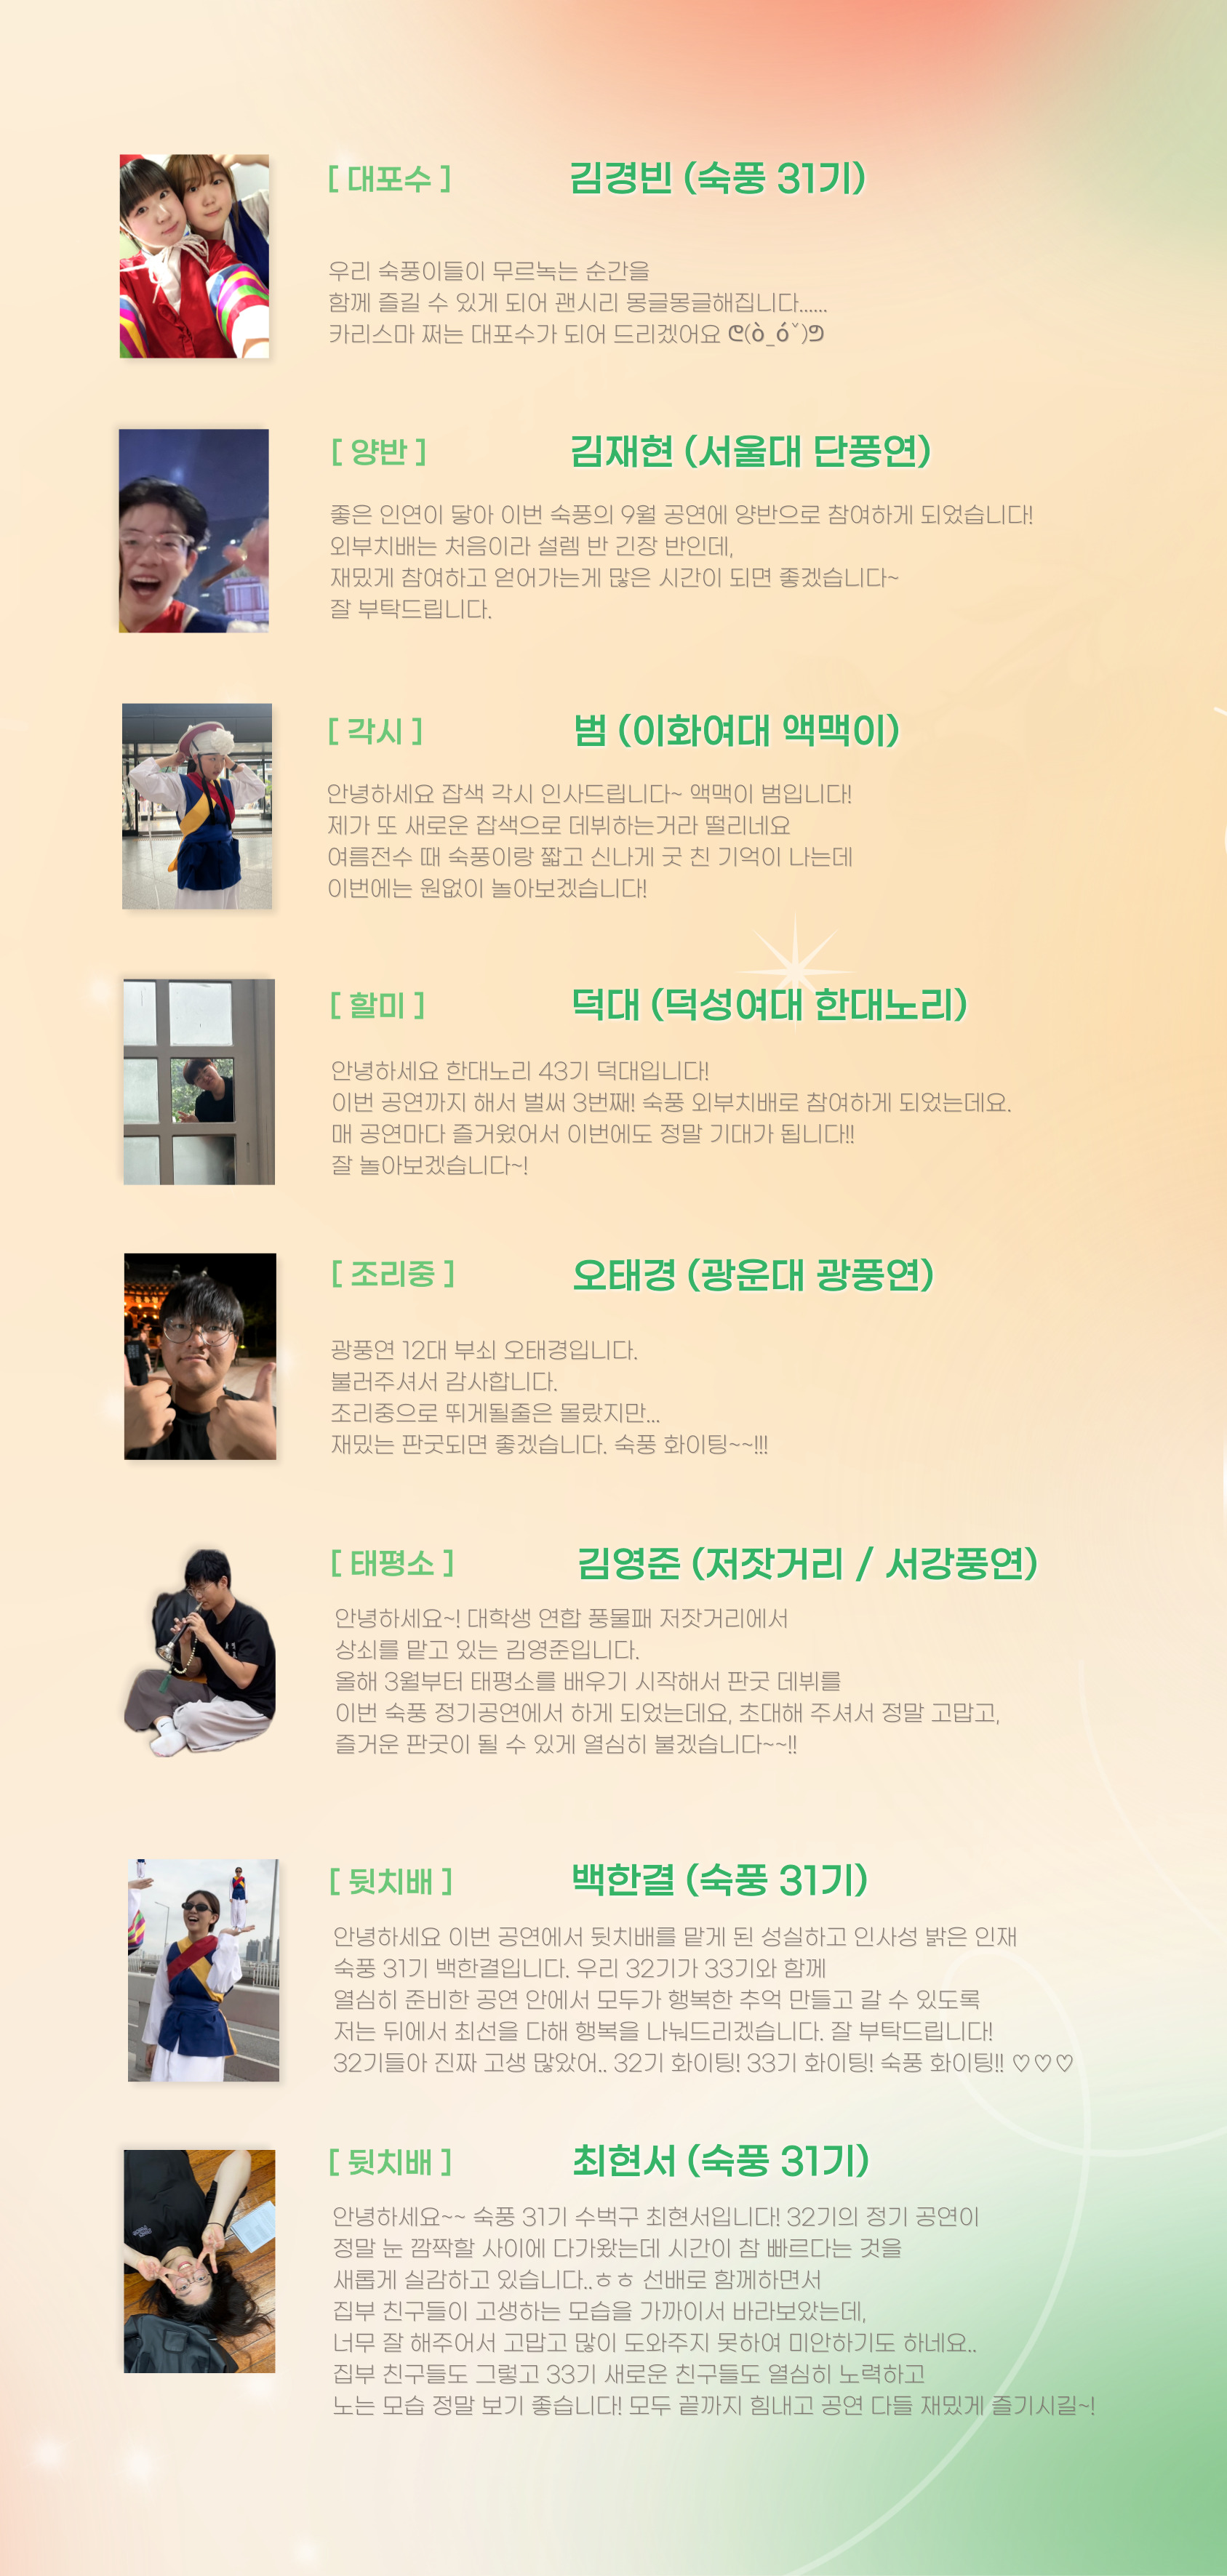 [ 대포수 ] 김경빈 (숙풍 31기)
우리 숙풍이들이 무르녹는 순간을
함께 즐길 수 있게 되어 괜시리 몽글몽글해집니다......
카리스마 쩌는 대포수가 되어 드리겠어요 ᕦ(ò_óˇ)ᕤ
[ 양반 ] 김재현 (서울대 단풍연)
좋은 인연이 닿아 이번 숙풍의 9월 공연에 양반으로 참여하게 되었습니다!
외부치배는 처음이라 설렘 반 긴장 반인데,
재밌게 참여하고 얻어가는게 많은 시간이 되면 좋겠습니다~
잘 부탁드립니다.
[ 각시 ] 범 (이화여대 액맥이)
안녕하세요 잡색 각시 인사드립니다~ 액맥이 범입니다!
제가 또 새로운 잡색으로 데뷔하는거라 떨리네요
여름전수 때 숙풍이랑 짧고 신나게 굿 친 기억이 나는데
이번에는 원없이 놀아보겠습니다!
[ 할미 ] 덕대 (덕성여대 한대노리)
안녕하세요 한대노리 43기 덕대입니다!
이번 공연까지 해서 벌써 3번째! 숙풍 외부치배로 참여하게 되었는데요.
매 공연마다 즐거웠어서 이번에도 정말 기대가 됩니다!!
잘 놀아보겠습니다~!
[ 조리중 ] 오태경 (광운대 광풍연)
광풍연 12대 부쇠 오태경입니다.
불러주셔서 감사합니다.
조리중으로 뛰게될줄은 몰랐지만...
재밌는 판굿되면 좋겠습니다. 숙풍 화이팅~~!!!
[ 태평소 ] 김영준 (저잣거리 / 서강풍연)
안녕하세요~! 대학생 연합 풍물패 저잣거리에서
상쇠를 맡고 있는 김영준입니다.
올해 3월부터 태평소를 배우기 시작해서 판굿 데뷔를
이번 숙풍 정기공연에서 하게 되었는데요, 초대해 주셔서 정말 고맙고,
즐거운 판굿이 될 수 있게 열심히 불겠습니다~~!!
[ 뒷치배 ] 백한결 (숙풍 31기)
안녕하세요 이번 공연에서 뒷치배를 맡게 된 성실하고 인사성 밝은 인재
숙풍 31기 백한결입니다. 우리 32기가 33기와 함께
열심히 준비한 공연 안에서 모두가 행복한 추억 만들고 갈 수 있도록
저는 뒤에서 최선을 다해 행복을 나눠드리겠습니다. 잘 부탁드립니다!
32기들아 진짜 고생 많았어.. 32기 화이팅! 33기 화이팅! 숙풍 화이팅!! ♡♡♡
[ 뒷치배 ] 최현서 (숙풍 31기)
안녕하세요~~ 숙풍 31기 수벅구 최현서입니다! 32기의 정기 공연이
정말 눈 깜짝할 사이에 다가왔는데 시간이 참 빠르다는 것을
새롭게 실감하고 있습니다..ㅎㅎ 선배로 함께하면서
집부 친구들이 고생하는 모습을 가까이서 바라보았는데,
너무 잘 해주어서 고맙고 많이 도와주지 못하여 미안하기도 하네요..
집부 친구들도 그렇고 33기 새로운 친구들도 열심히 노력하고
노는 모습 정말 보기 좋습니다! 모두 끝까지 힘내고 공연 다들 재밌게 즐기시길~!